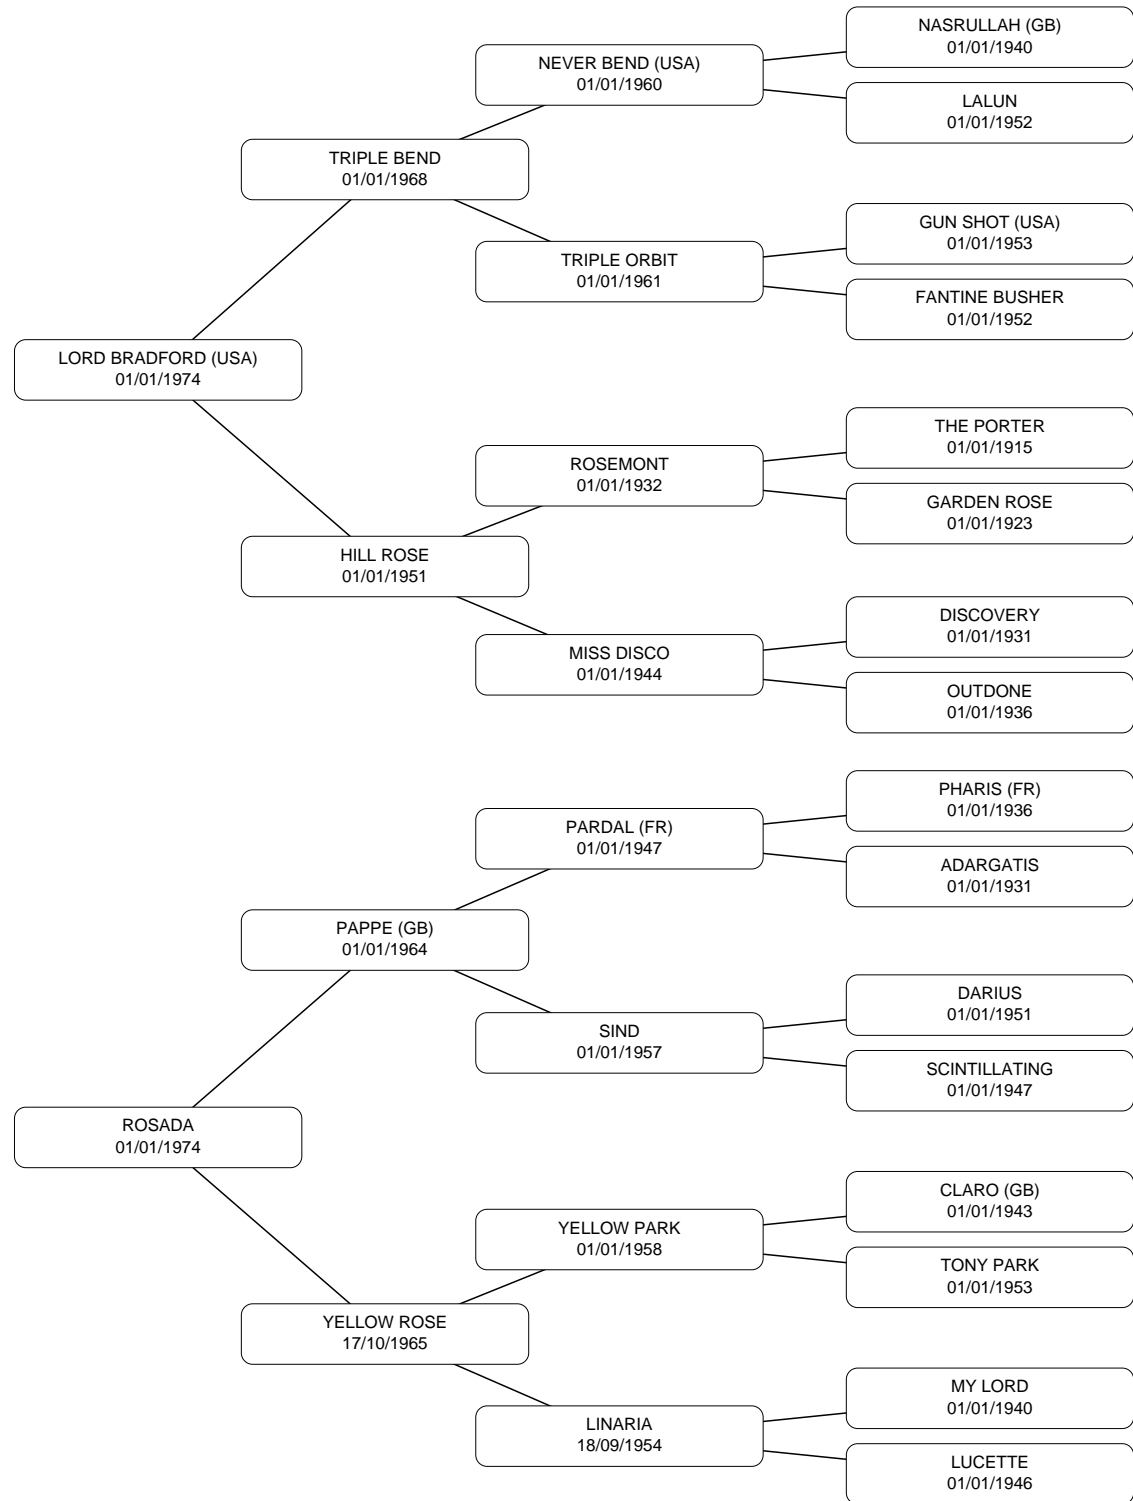 NASRULLAH (GB)
01/01/1940
NEVER BEND (USA)
01/01/1960
LALUN
01/01/1952
TRIPLE BEND
01/01/1968
GUN SHOT (USA)
01/01/1953
TRIPLE ORBIT
01/01/1961
FANTINE BUSHER
01/01/1952
LORD BRADFORD (USA)
01/01/1974
THE PORTER
01/01/1915
ROSEMONT
01/01/1932
GARDEN ROSE
01/01/1923
HILL ROSE
01/01/1951
DISCOVERY
01/01/1931
MISS DISCO
01/01/1944
OUTDONE
01/01/1936
PHARIS (FR)
01/01/1936
PARDAL (FR)
01/01/1947
ADARGATIS
01/01/1931
PAPPE (GB)
01/01/1964
DARIUS
01/01/1951
SIND
01/01/1957
SCINTILLATING
01/01/1947
ROSADA
01/01/1974
CLARO (GB)
01/01/1943
YELLOW PARK
01/01/1958
TONY PARK
01/01/1953
YELLOW ROSE
17/10/1965
MY LORD
01/01/1940
LINARIA
18/09/1954
LUCETTE
01/01/1946